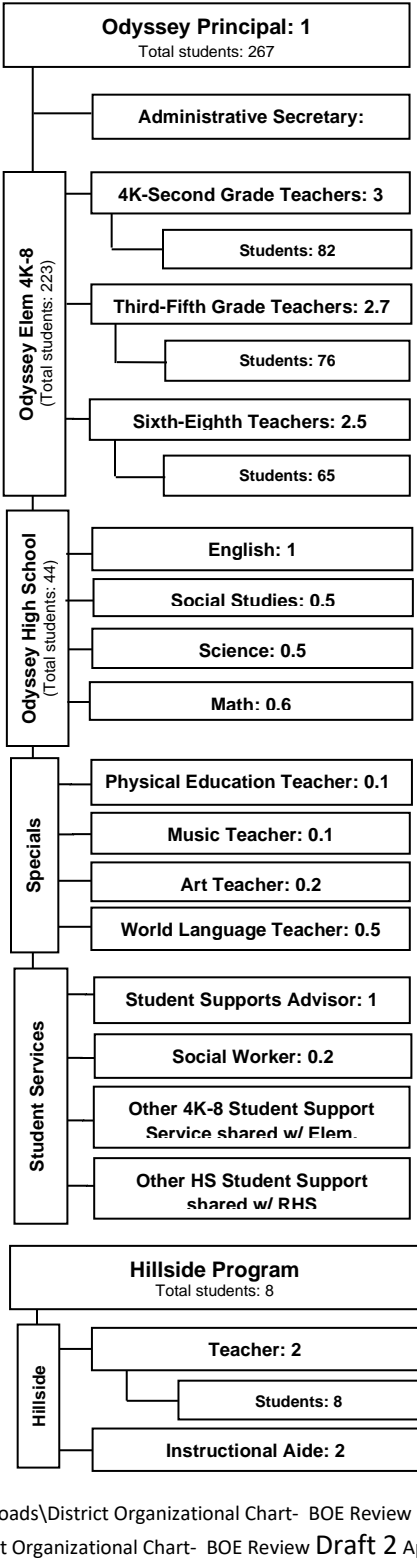 Odyssey Principal: 1
Total students: 267
Administrative Secretary:
Odyssey Elem 4K-8
(Total students: 223)
4K-Second Grade Teachers: 3
Students: 82
Third-Fifth Grade Teachers: 2.7
Students: 76
Sixth-Eighth Teachers: 2.5
Students: 65
Odyssey High School
(Total students: 44)
English: 1
Social Studies: 0.5
Science: 0.5
Math: 0.6
Specials
Physical Education Teacher: 0.1
Music Teacher: 0.1
Art Teacher: 0.2
World Language Teacher: 0.5
Student Services
Student Supports Advisor: 1
Social Worker: 0.2
Other 4K-8 Student Support
Service shared w/ Elem.
Other HS Student Support
shared w/ RHS
Hillside Program
Total students: 8
Hillside
Teacher: 2
Students: 8
Instructional Aide: 2
oads\District Organizational Chart- BOE Review
t Organizational Chart- BOE Review Draft 2